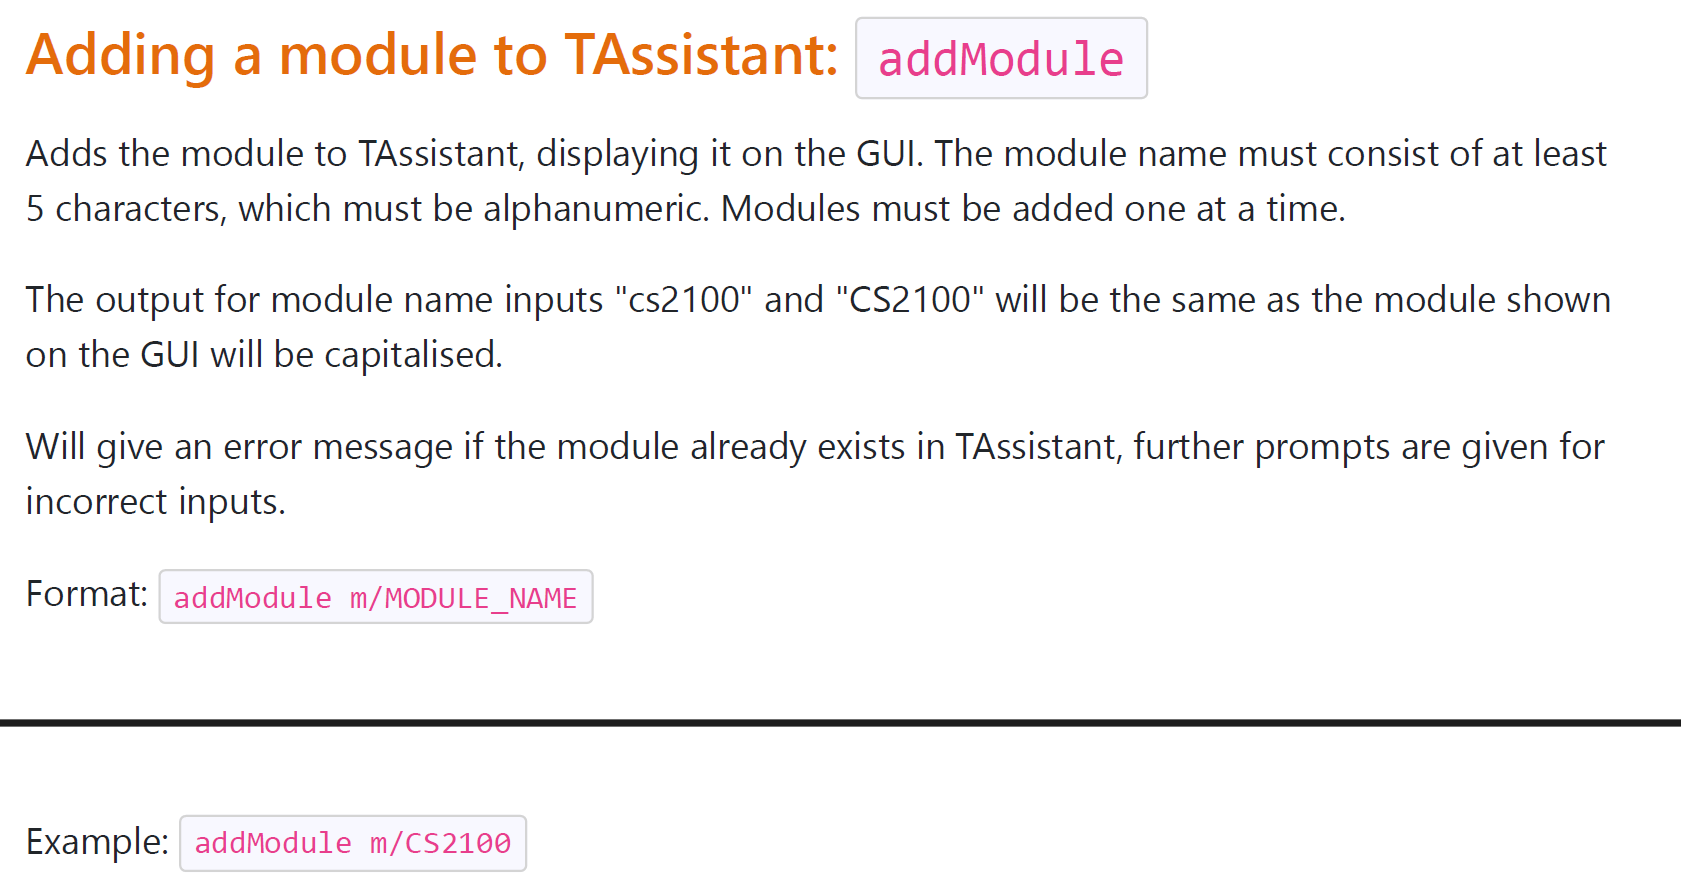 Adding a module to TAssistant: addModule
Adds the module to TAssistant, displaying it on the GUI. The module name must consist of at least
5 characters, which must be alphanumeric. Modules must be added one at a time.
The output for module name inputs "cs2100" and "CS2100" will be the same as the module shown
on the GUI will be capitalised.
Will give an error message if the module already exists in TAssistant, further prompts are given for
incorrect inputs.
Format: addModule m/MODULE_NAME
Example: addModule m/CS2100